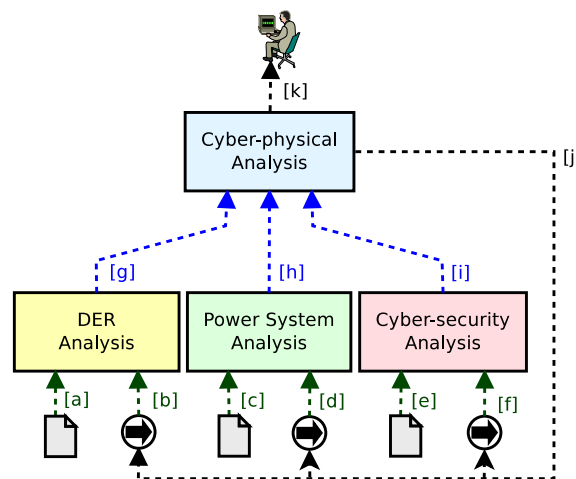 [k]
Cyber-physical
Analysis
[j
[g]
[h]
[i]
DER
Analysis
Power System
Analysis
Cyber-security
Analysis
[a]
[b]
[c]
[d]
[e]
[f]